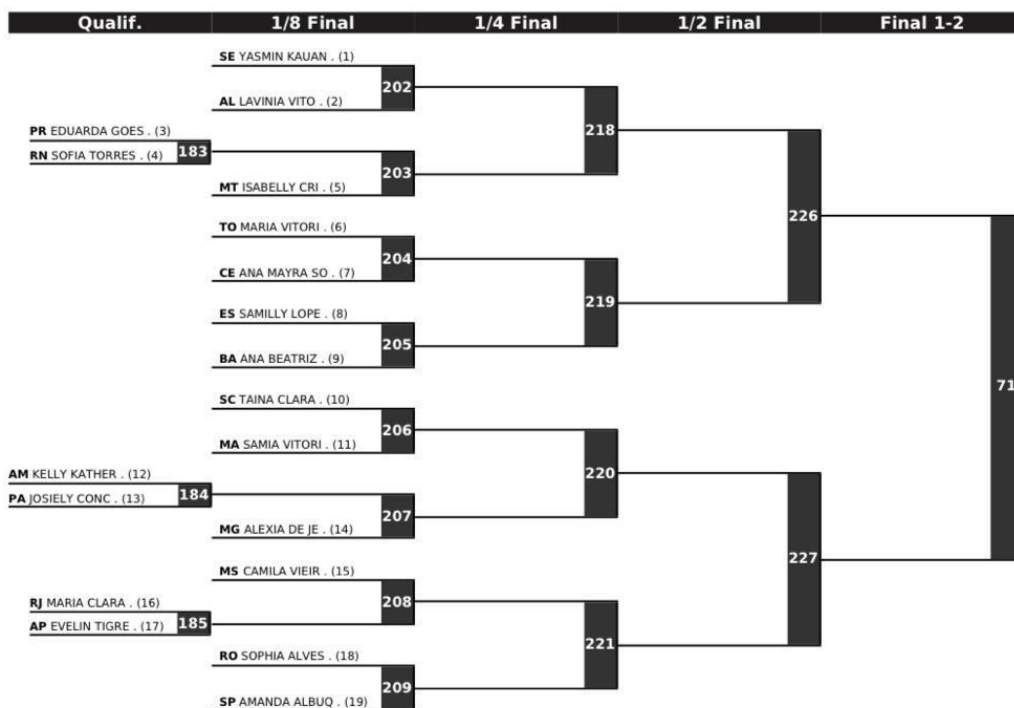 Qualif. 1/8 Final 1/4 Final 1/2 Final Final 1-2
SE YASMIN KAUAN . (1)
202
AL LAVINIA VITO . (2)
218
PR EDUARDA GOES . (3)
183
RN SOFIA TORRES . (4)
203
MT ISABELLY CRI . (5)
226
TO MARIA VITORI . (6)
204
CE ANA MAYRA SO . (7)
219
ES SAMILLY LOPE . (8)
205
BA ANA BEATRIZ . (9)
71
SC TAINA CLARA . (10)
206
MA SAMIA VITORI . (11)
220
AM KELLY KATHER . (12)
184
PA JOSIELY CONC . (13)
207
MG ALEXIA DE JE . (14)
227
MS CAMILA VIEIR . (15)
208
RJ MARIA CLARA . (16)
185
AP EVELIN TIGRE . (17)
221
RO SOPHIA ALVES . (18)
209
SP AMANDA ALBUQ . (19)